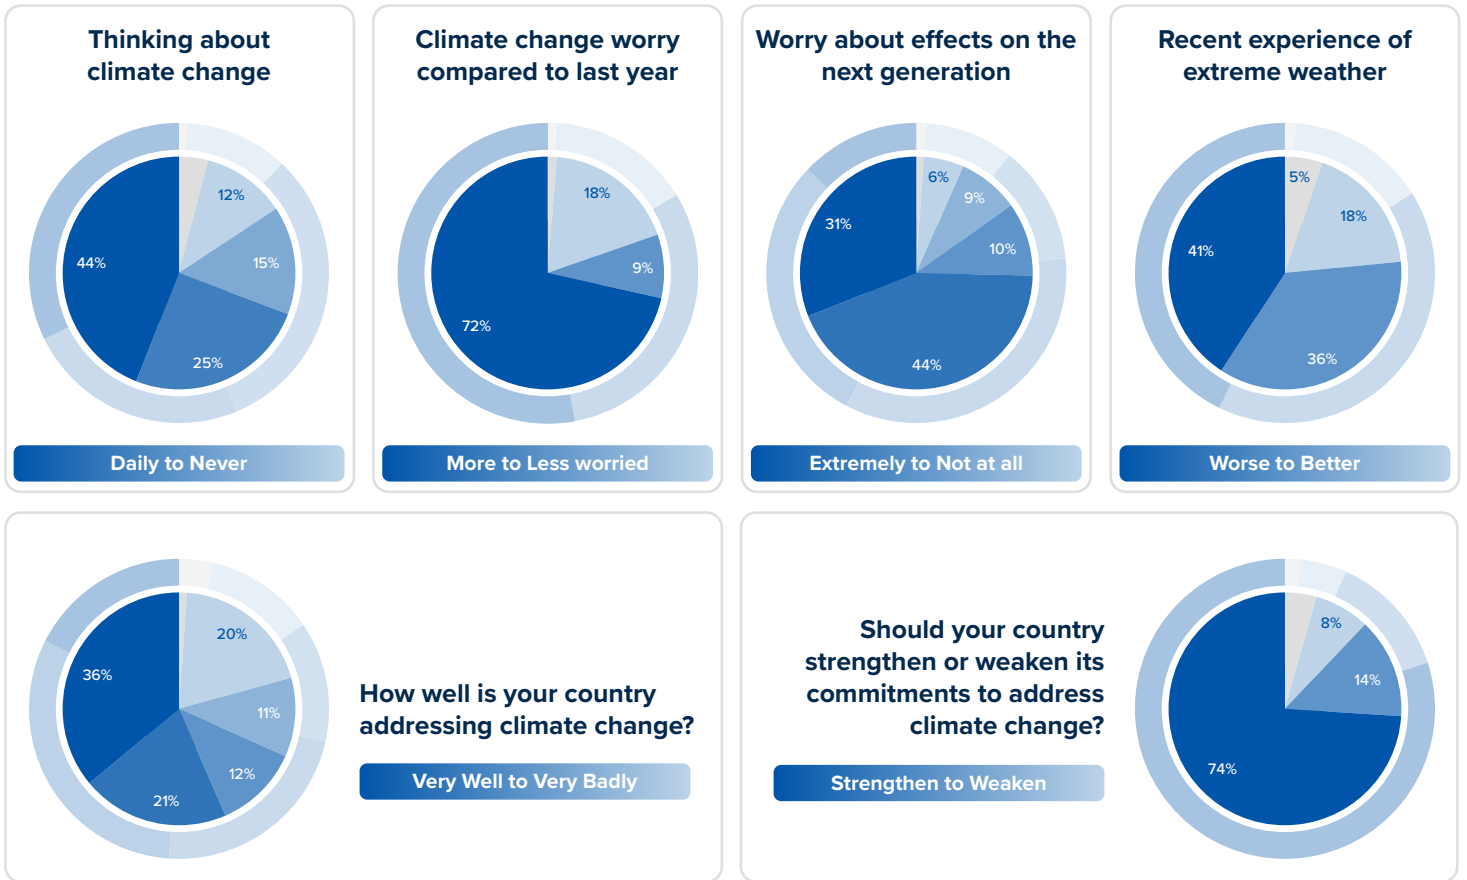 Thinking about
climate change
12%
15%
25%
44%
Daily to Never
Climate change worry
compared to last year
18%
9%
72%
More to Less worried
Worry about effects on the
next generation
6%
9%
10%
44%
31%
Extremely to Not at all
Recent experience of
extreme weather
5%
18%
36%
41%
Worse to Better
20%
11%
12%
21%
36%
How well is your country
addressing climate change?
Very Well to Very Badly
Should your country
strengthen or weaken its
commitments to address
climate change?
Strengthen to Weaken
8%
14%
74%